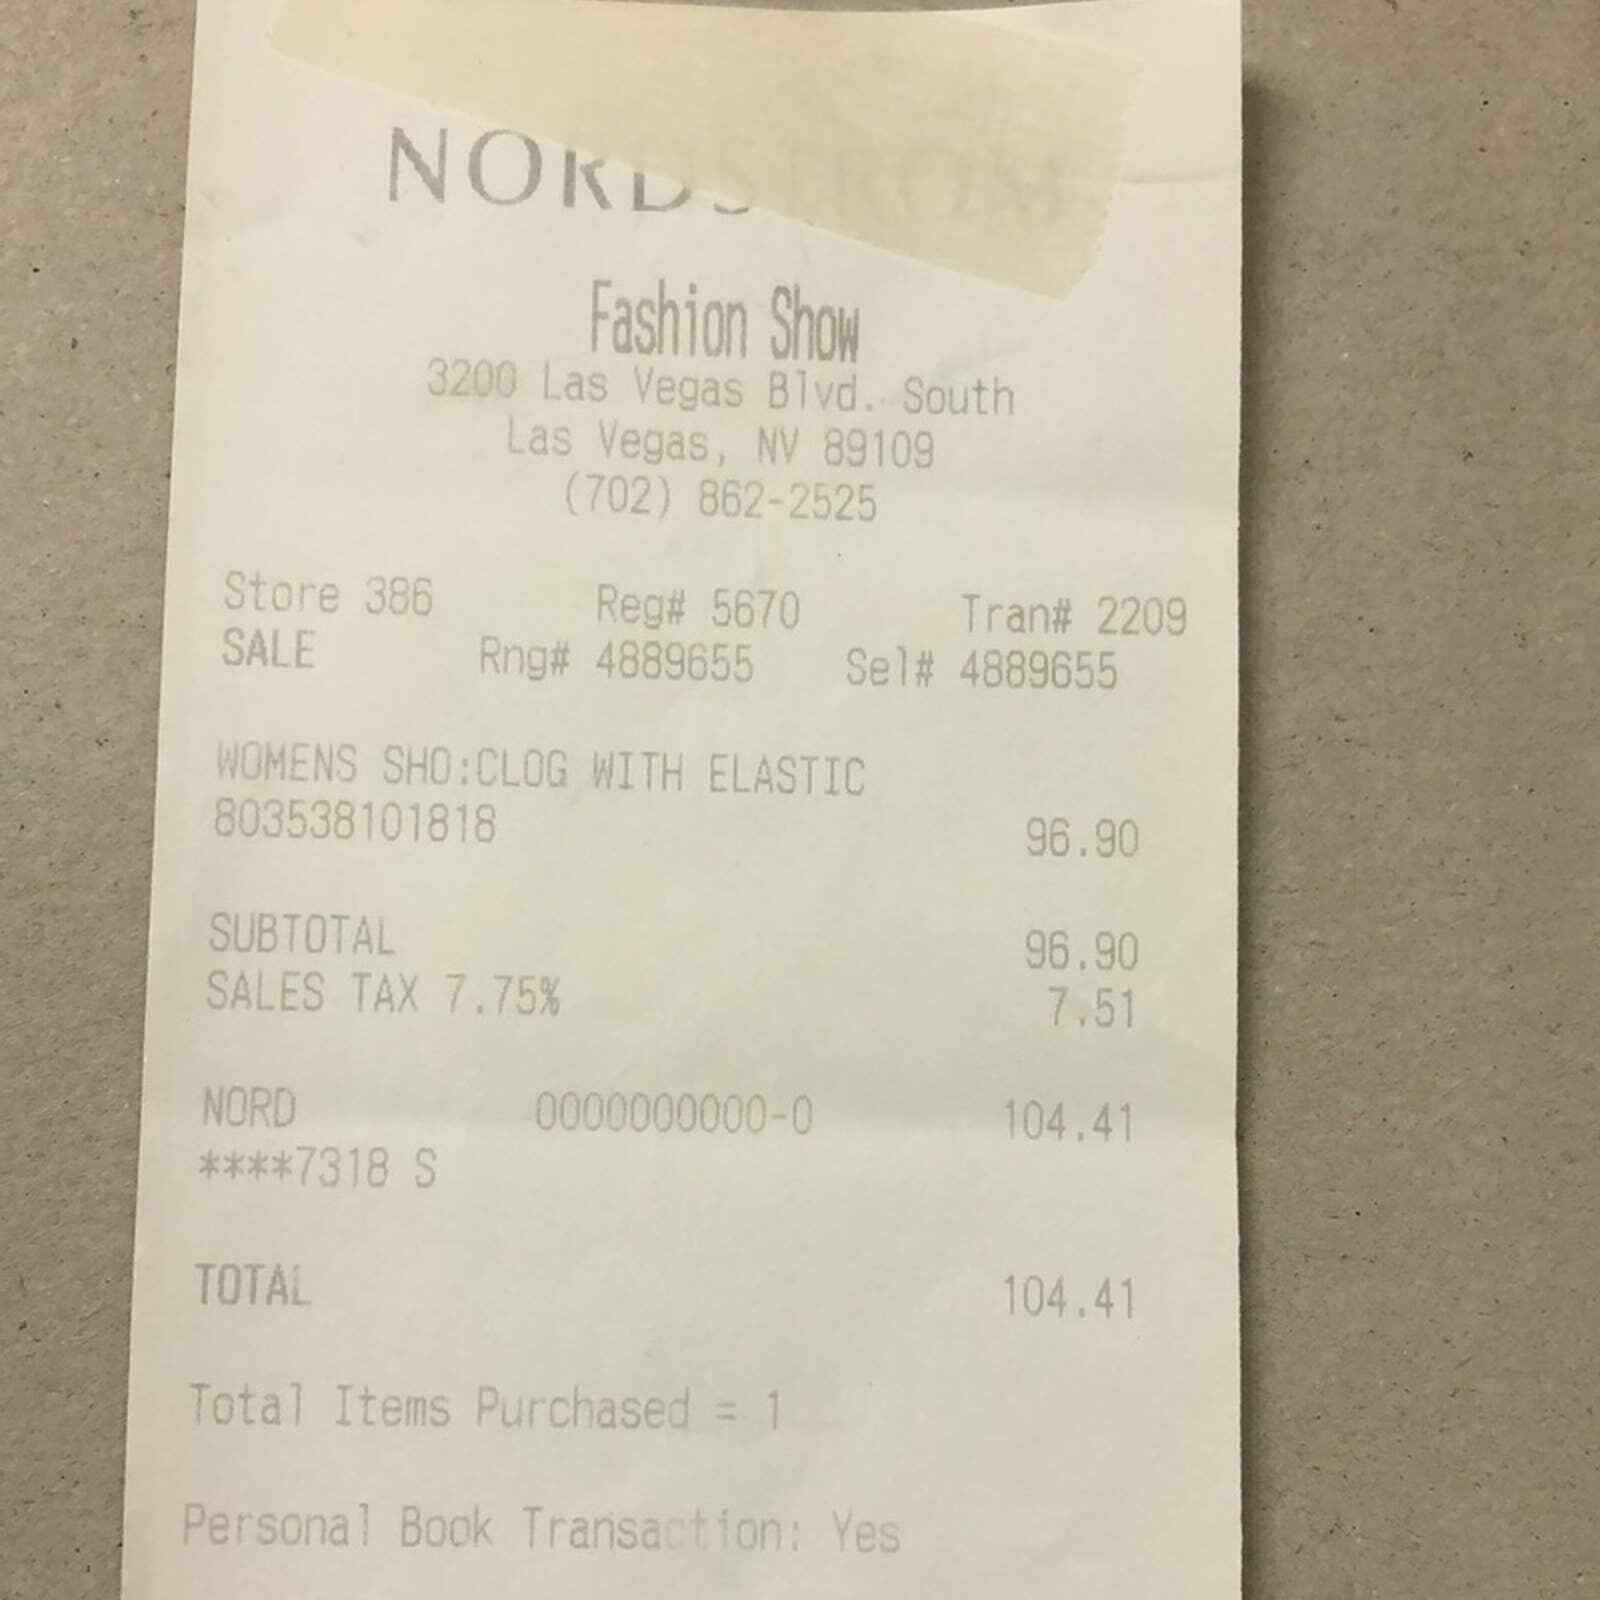 NORDSTROM
Fashion Show
3200 Las Vegas Blvd. South
Las Vegas, NV 89109
(702) 862-2525
Store 386 Reg# 5670 Tran# 2209
SALE Rng# 4889655 Sel# 4889655
WOMENS SHO:CLOG WITH ELASTIC
803538101818 96.90
SUBTOTAL 96.90
SALES TAX 7.75% 7.51
NORD 0000000000-0 104.41
****7318 S
TOTAL 104.41
Total Items Purchased = 1
Personal Book Transaction: Yes